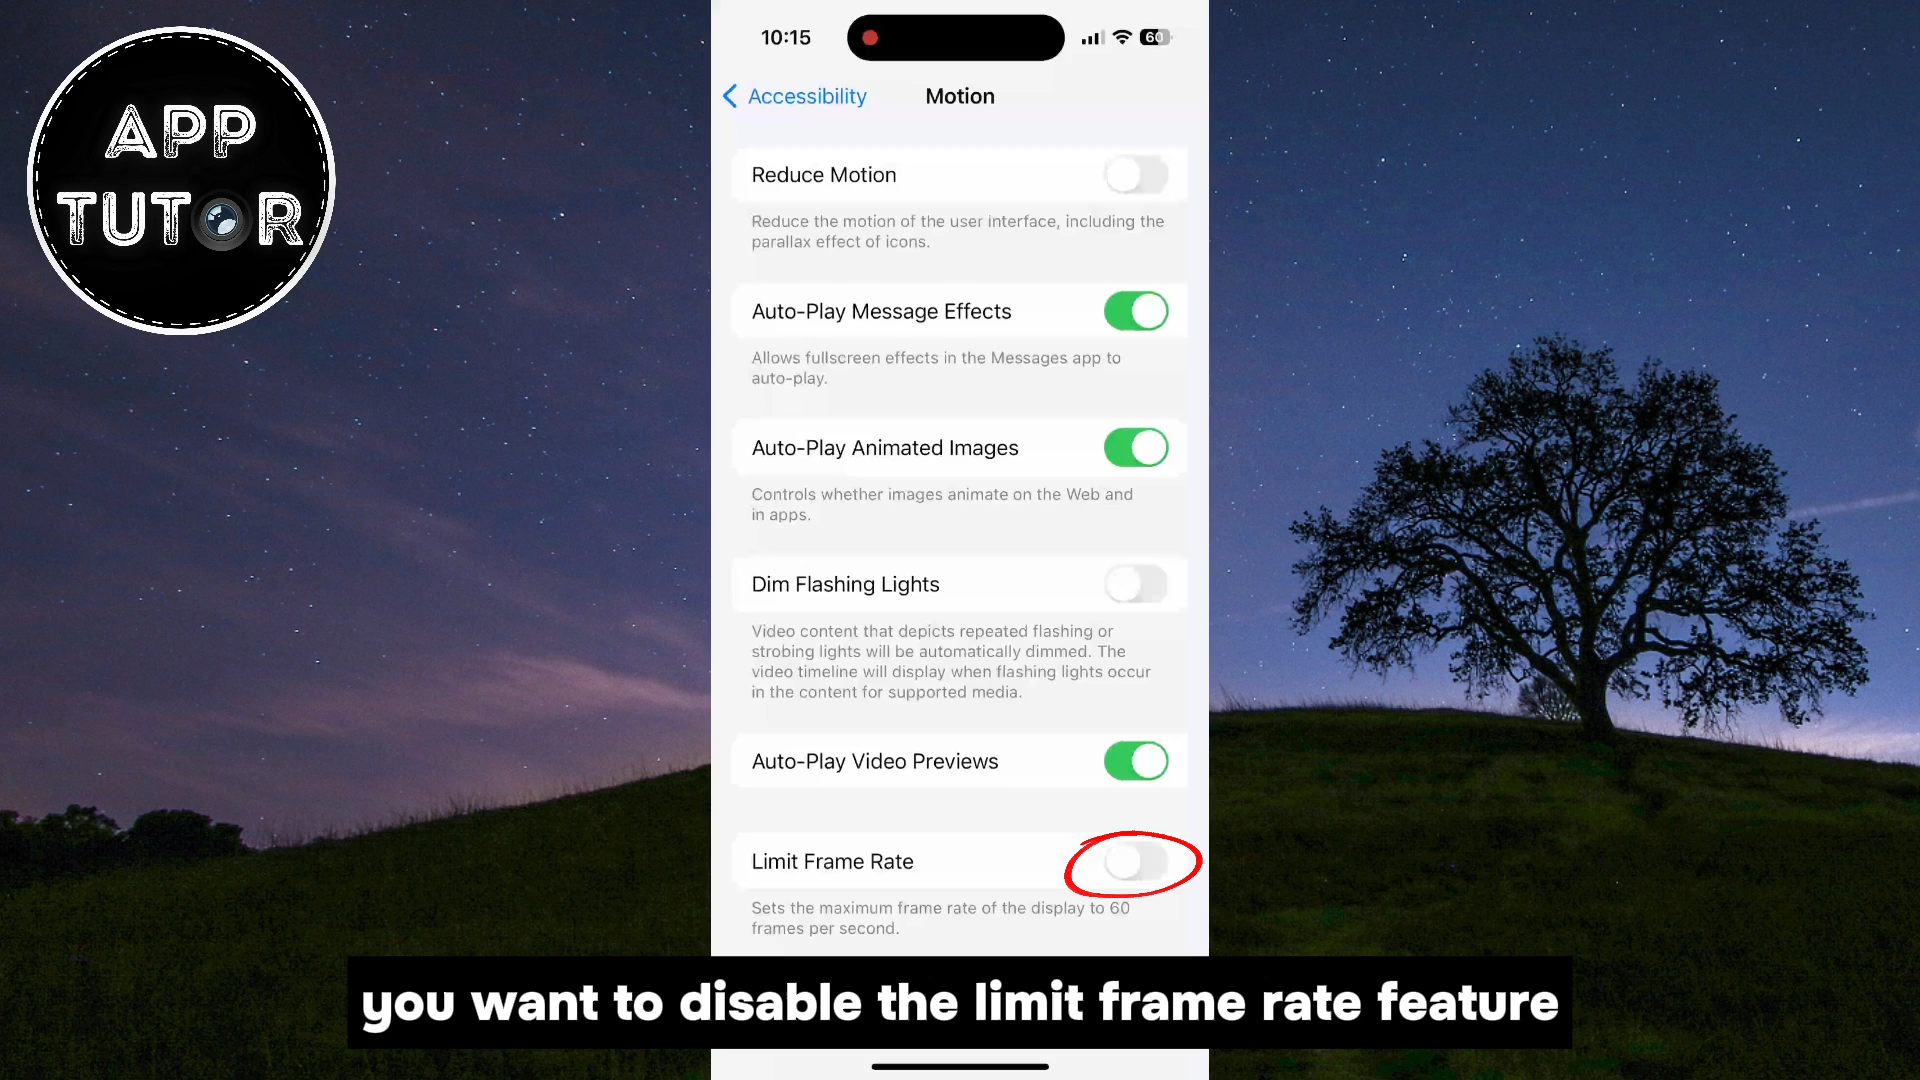 APP
TUTOR
10:15
60
Accessibility
Motion
Reduce Motion
Reduce the motion of the user interface, including the
parallax effect of icons.
Auto-Play Message Effects
Allows fullscreen effects in the Messages app to
auto-play.
Auto-Play Animated Images
Controls whether images animate on the Web and
in apps.
Dim Flashing Lights
Video content that depicts repeated flashing or
strobing lights will be automatically dimmed. The
video timeline will display when flashing lights occur
in the content for supported media.
Auto-Play Video Previews
Limit Frame Rate
Sets the maximum frame rate of the display to 60
frames per second.
you want to disable the limit frame rate feature